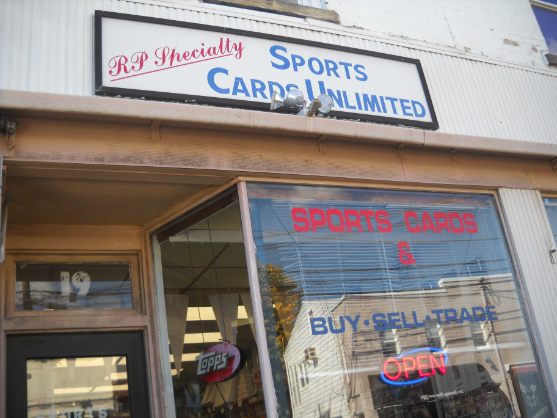 RP Specialty
Sports
Cards Unlimited
19
SPORTS CARDS
&
BUY·SELL·TRADE
TOPPS
OPEN